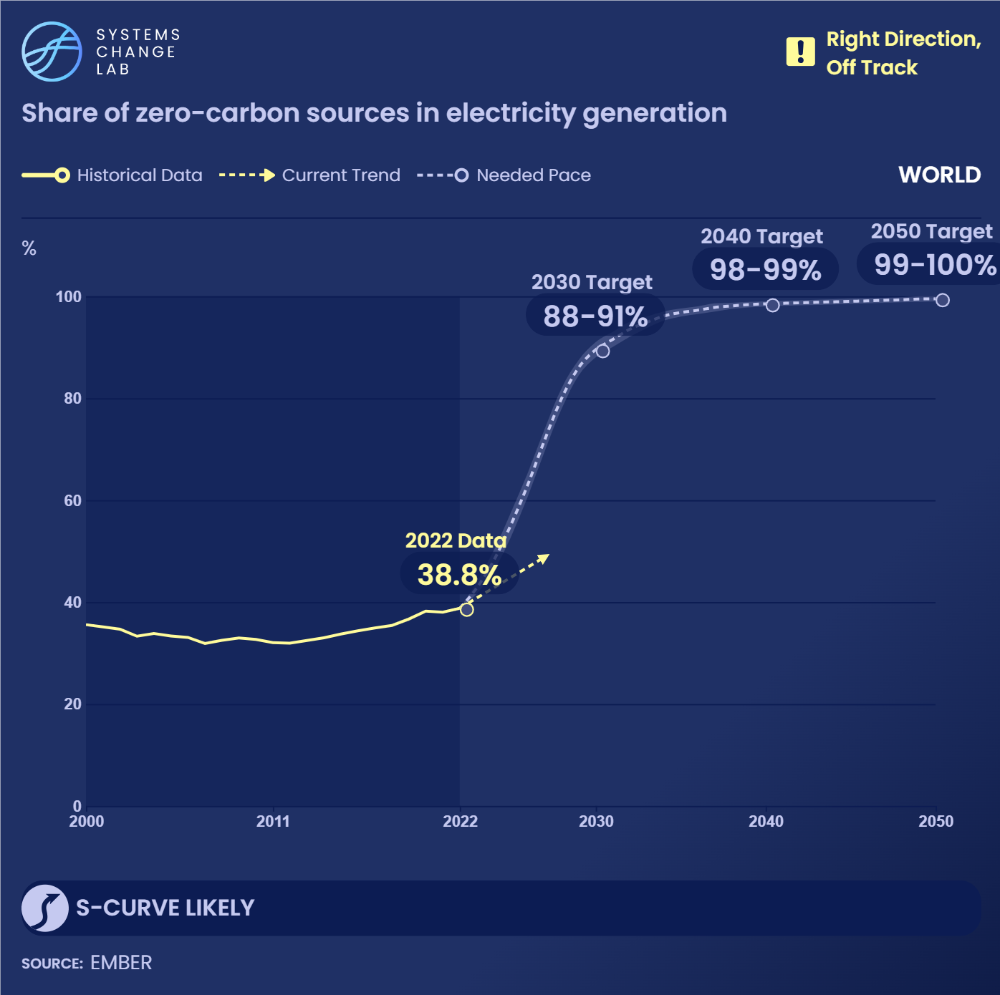 SYSTEMS
CHANGE
LAB
Right Direction,
Off Track
Share of zero-carbon sources in electricity generation
Historical Data
Current Trend
Needed Pace
WORLD
%
2030 Target
88-91%
2040 Target
98-99%
2050 Target
99-100%
2022 Data
38.8%
100
80
60
40
20
0
2000
2011
2022
2030
2040
2050
S-CURVE LIKELY
SOURCE: EMBER